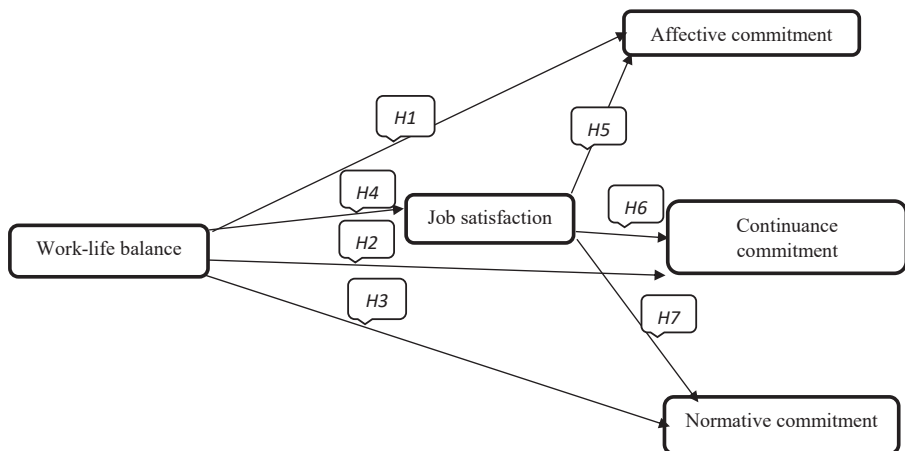 Affective commitment
H1
H5
H4
Job satisfaction
H6
Continuance
commitment
Work-life balance
H2
H3
H7
Normative commitment